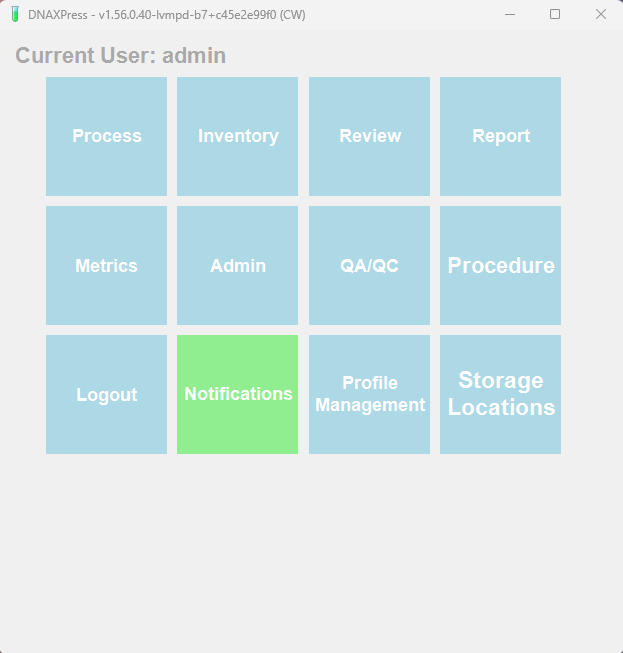 DNAXPress - v1.56.0.40-lvmpd-b7+c45e2e99f0 (CW)
Current User: admin
Process
Inventory
Review
Report
Metrics
Admin
QA/QC
Procedure
Logout
Notifications
Profile
Management
Storage
Locations